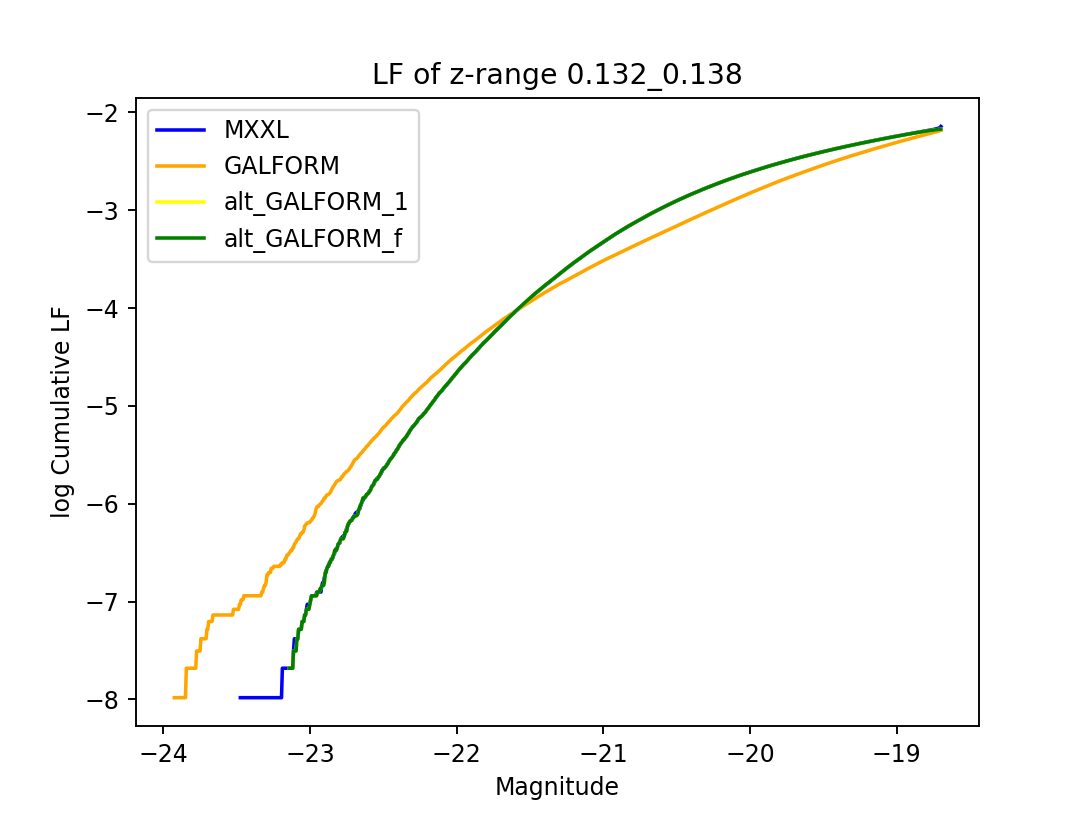 LF of z-range 0.132_0.138
MXXL
GALFORM
alt_GALFORM_1
alt_GALFORM_f
log Cumulative LF
−2
−3
−4
−5
−6
−7
−8
−24 −23 −22 −21 −20 −19
Magnitude